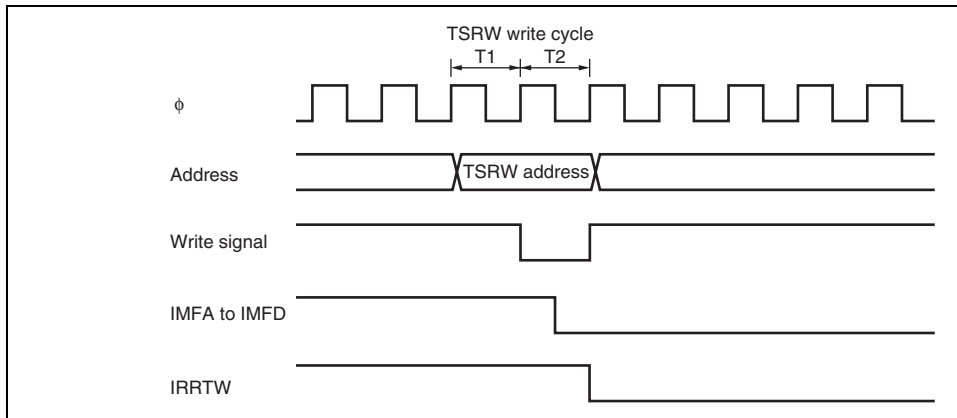 TSRW write cycle
T1 T2
ϕ
Address
TSRW address
Write signal
IMFA to IMFD
IRRTW